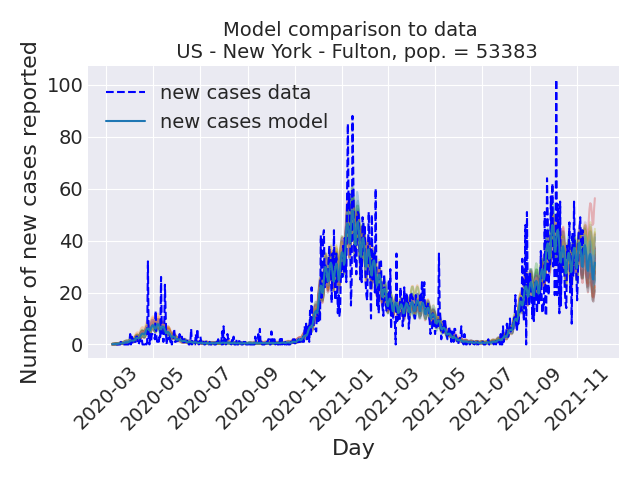 Model comparison to data
US - New York - Fulton, pop. = 53383
Number of new cases reported
100
80
60
40
20
0
new cases data
new cases model
2020-03
2020-05
2020-07
2020-09
2020-11
2021-01
2021-03
2021-05
2021-07
2021-09
2021-11
Day